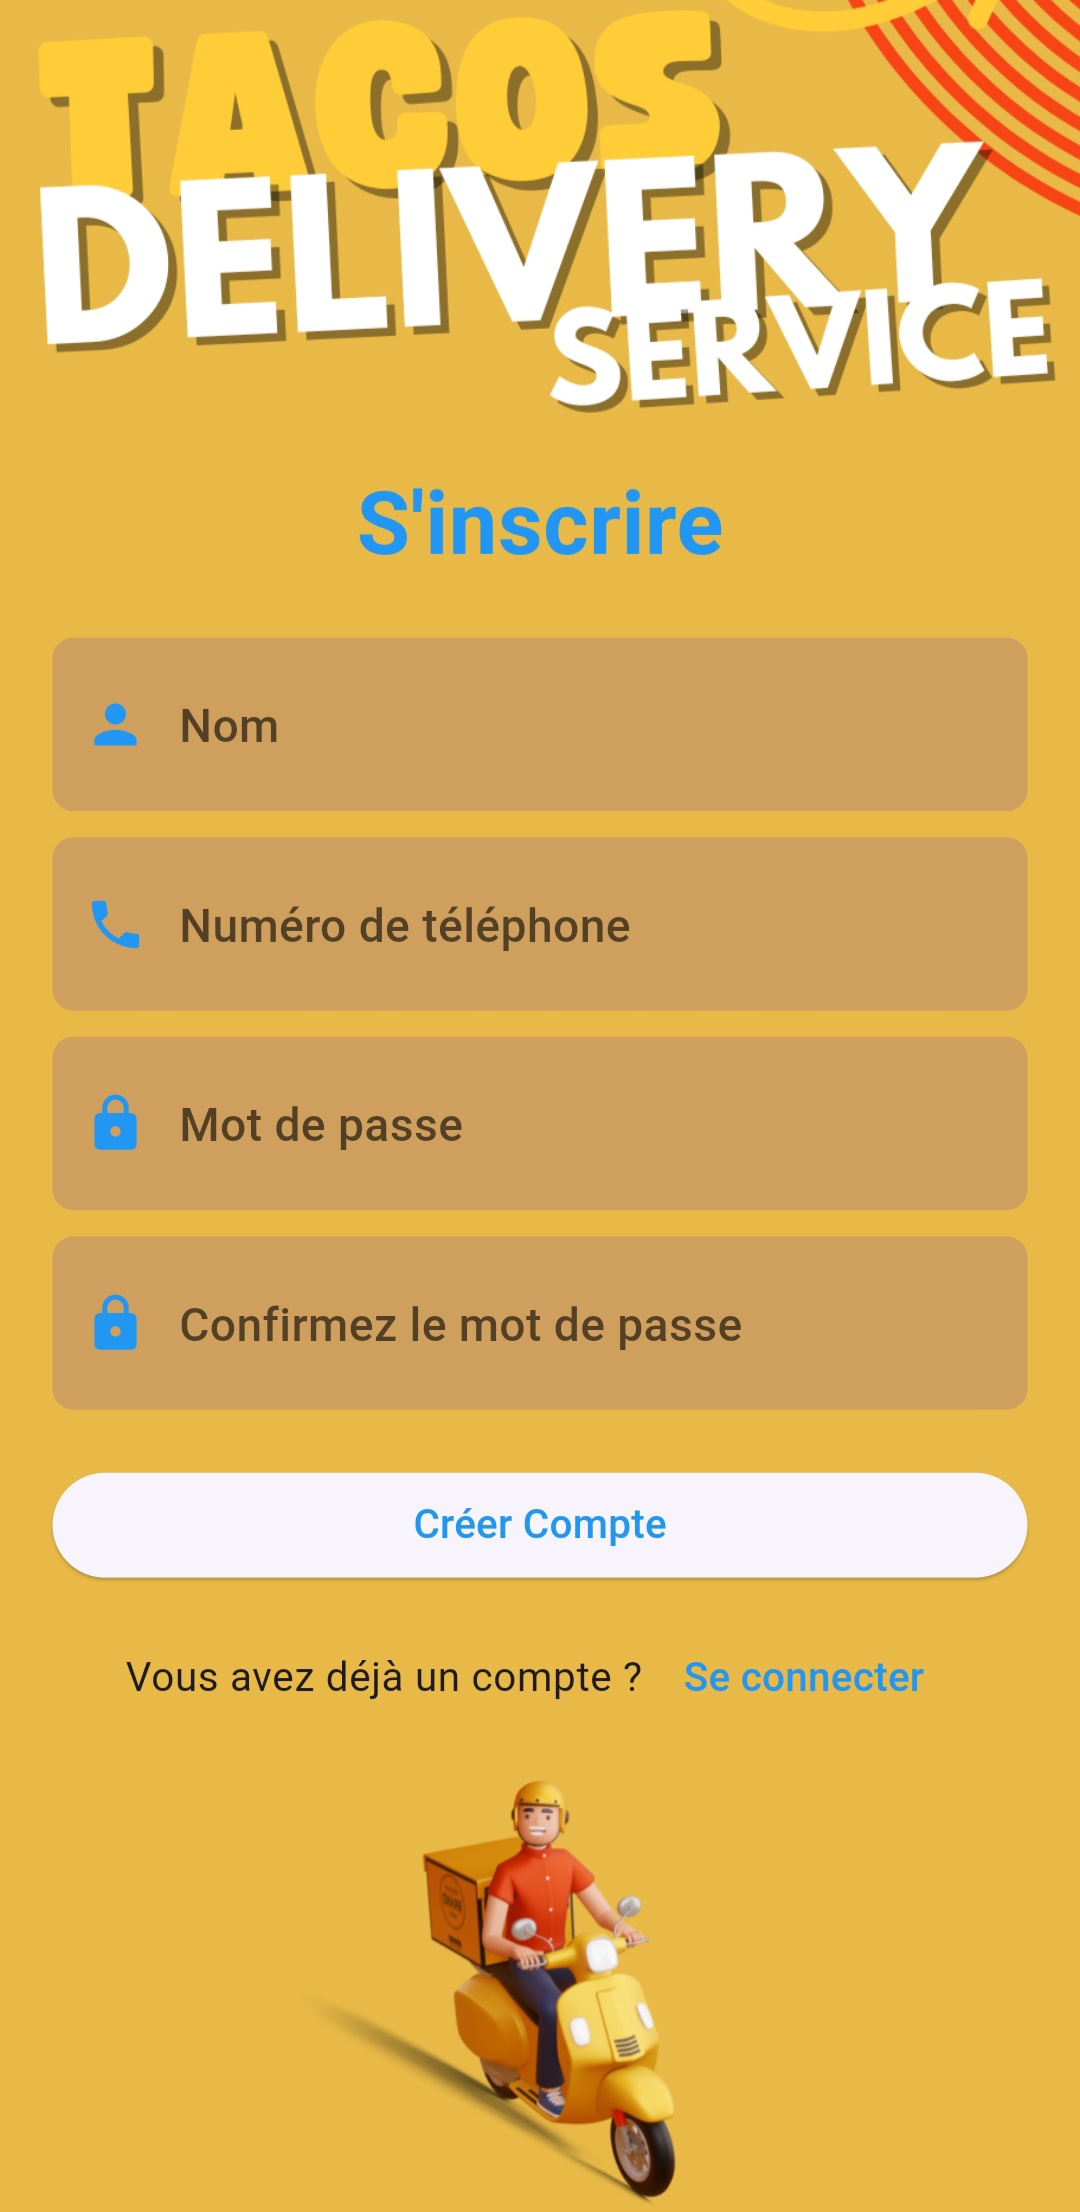 TACOS
DELIVERY
SERVICE
S'inscrire
Nom
Numéro de téléphone
Mot de passe
Confirmez le mot de passe
Créer Compte
Vous avez déjà un compte ? Se connecter